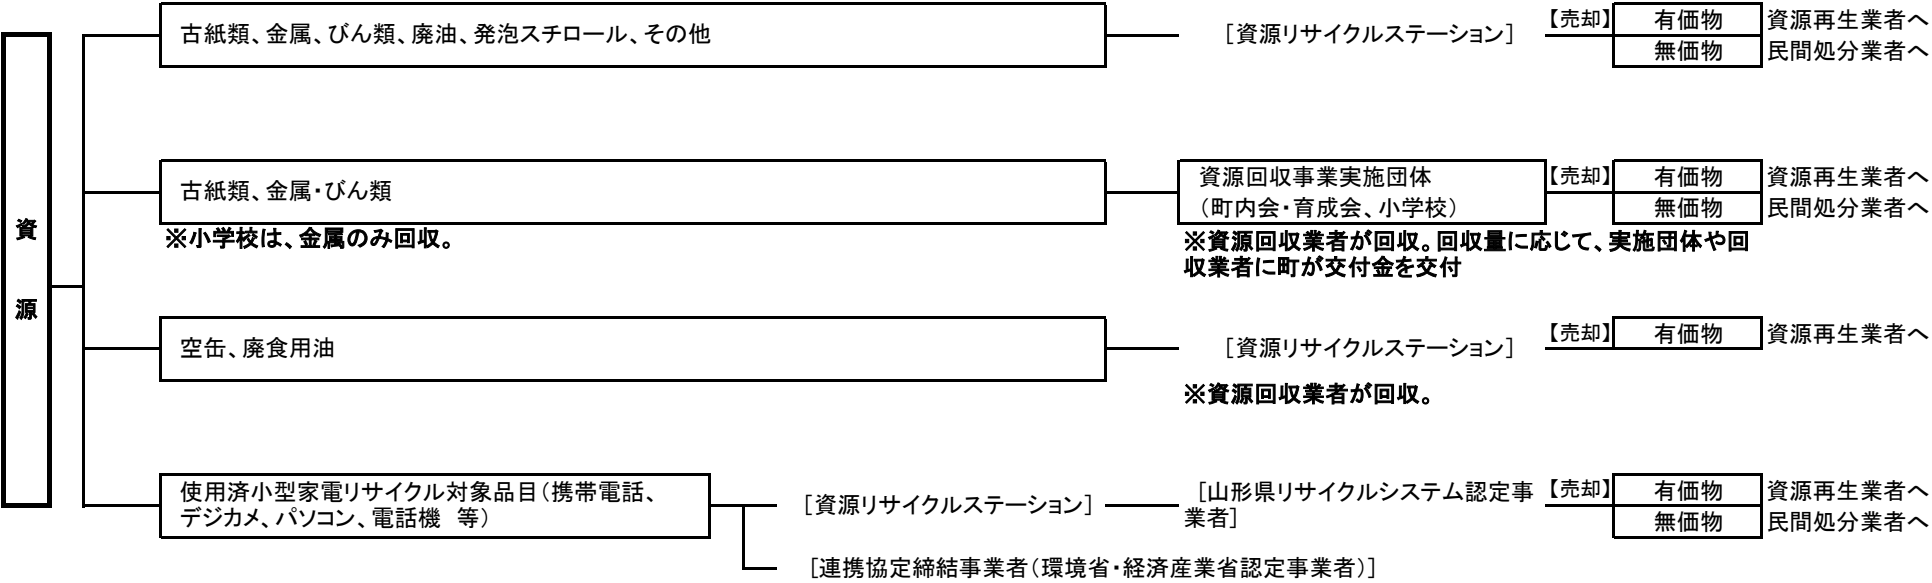 資
源
古紙類、金属、びん類、廃油、発泡スチロール、その他
［資源リサイクルステーション］
【売却】
有価物
資源再生業者へ
無価物
民間処分業者へ
古紙類、金属・びん類
※小学校は、金属のみ回収。
資源回収事業実施団体
（町内会・育成会、小学校）
※資源回収業者が回収。回収量に応じて、実施団体や回
収業者に町が交付金を交付
【売却】
有価物
資源再生業者へ
無価物
民間処分業者へ
空缶、廃食用油
［資源リサイクルステーション］
※資源回収業者が回収。
【売却】
有価物
資源再生業者へ
使用済小型家電リサイクル対象品目（携帯電話、
デジカメ、パソコン、電話機　等）
［資源リサイクルステーション］
［山形県リサイクルシステム認定事
業者］
【売却】
有価物
資源再生業者へ
無価物
民間処分業者へ
［連携協定締結事業者（環境省・経済産業省認定事業者）］